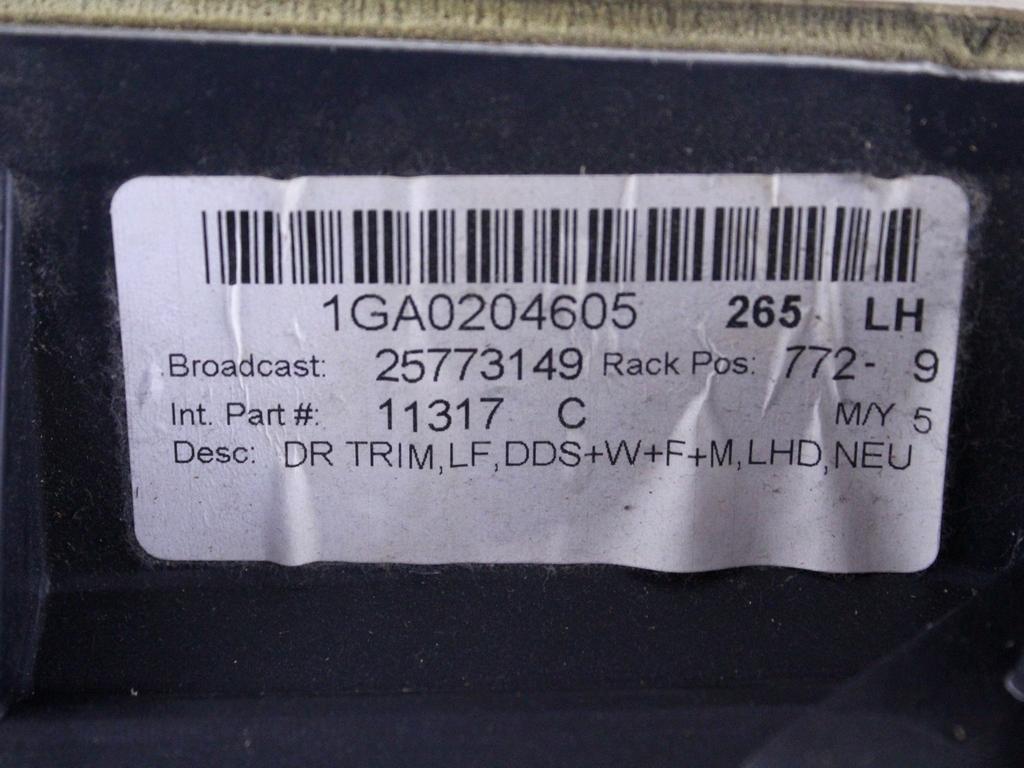 1GA0204605 265 LH
Broadcast: 25773149 Rack Pos: 772- 9
Int. Part #: 11317 C M/Y 5
Desc: DR TRIM,LF,DDS+W+F+M,LHD,NEU